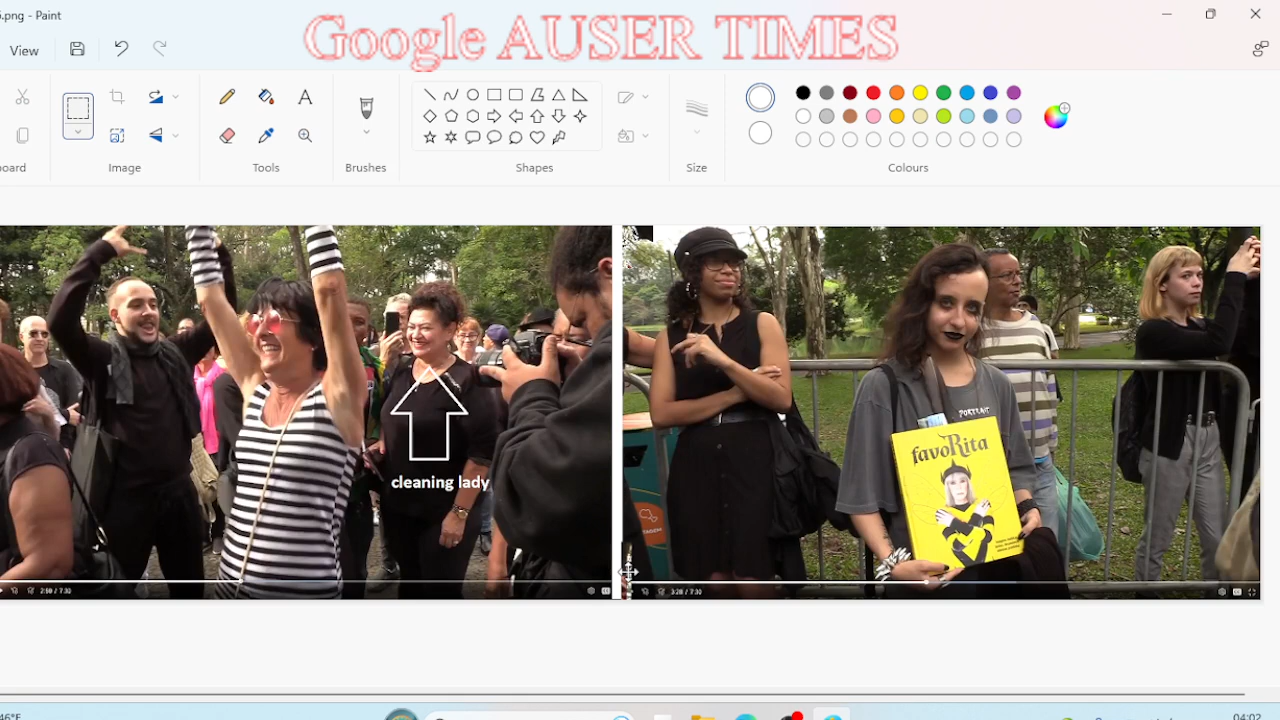 .png - Paint
Google AUSER TIMES
View
oard
Image
Tools
Brushes
Shapes
Size
Colours
cleaning lady
PORTRAIT
favoRita
2:50 / 7:30
3:28 / 7:30
46°F
04:02